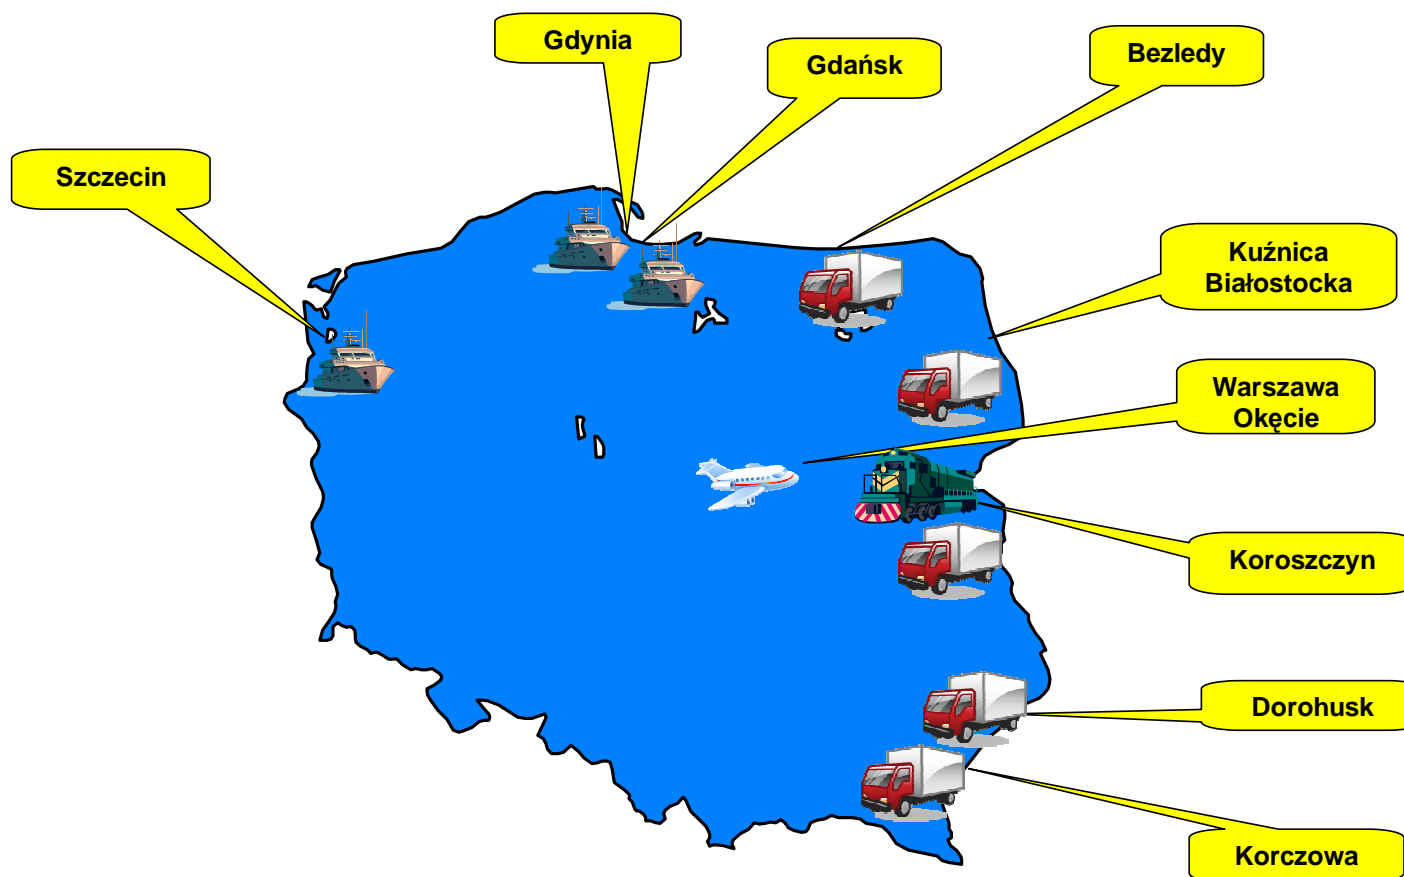 Gdynia
Gdańsk
Bezledy
Szczecin
Kuźnica
Białostocka
Warszawa
Okęcie
Koroszczyn
Dorohusk
Korczowa